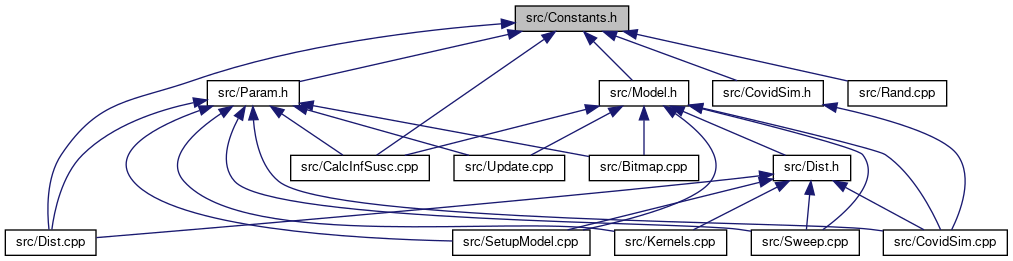 src/Constants.h
src/Param.h
src/Model.h
src/CovidSim.h
src/Rand.cpp
src/CalcInfSusc.cpp
src/Update.cpp
src/Bitmap.cpp
src/Dist.h
src/Dist.cpp
src/SetupModel.cpp
src/Kernels.cpp
src/Sweep.cpp
src/CovidSim.cpp